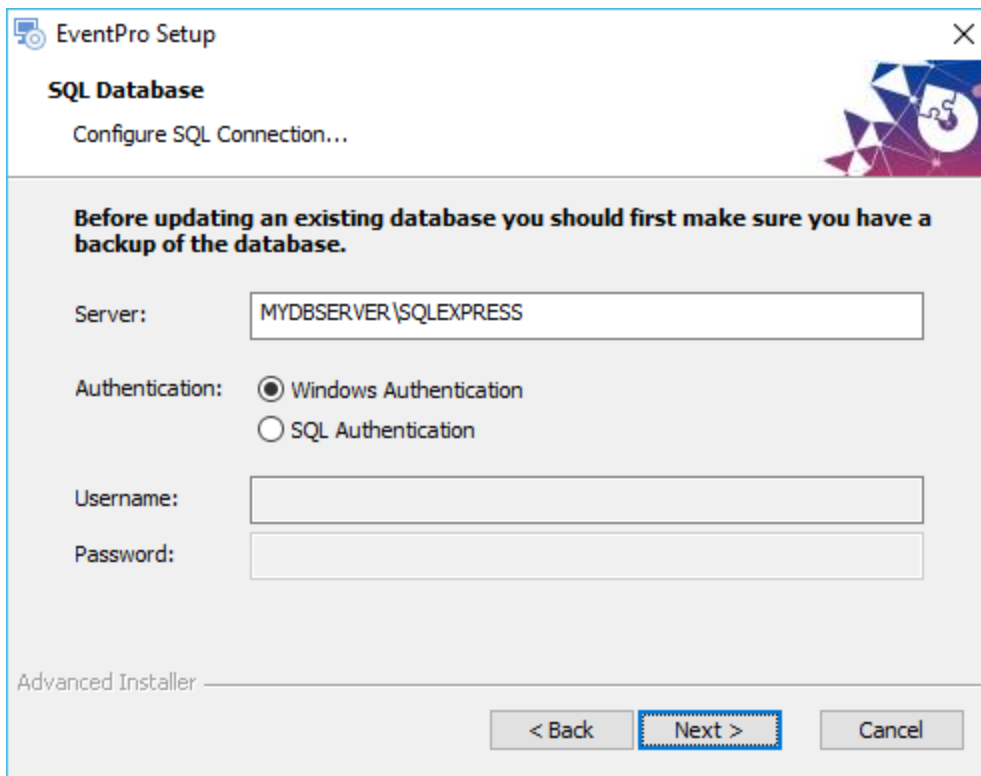 EventPro Setup
SQL Database
Configure SQL Connection...
Before updating an existing database you should first make sure you have a
backup of the database.
Server: MYDBSERVER\SQLEXPRESS
Authentication: Windows Authentication
SQL Authentication
Username:
Password:
Advanced Installer
< Back Next > Cancel